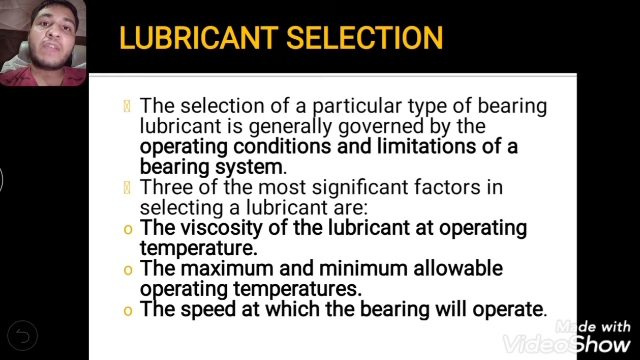 LUBRICANT SELECTION
The selection of a particular type of bearing
lubricant is generally governed by the
operating conditions and limitations of a
bearing system.
Three of the most significant factors in
selecting a lubricant are:
o The viscosity of the lubricant at operating
temperature.
o The maximum and minimum allowable
operating temperatures.
o The speed at which the bearing will operate.
Made with
VideoShow